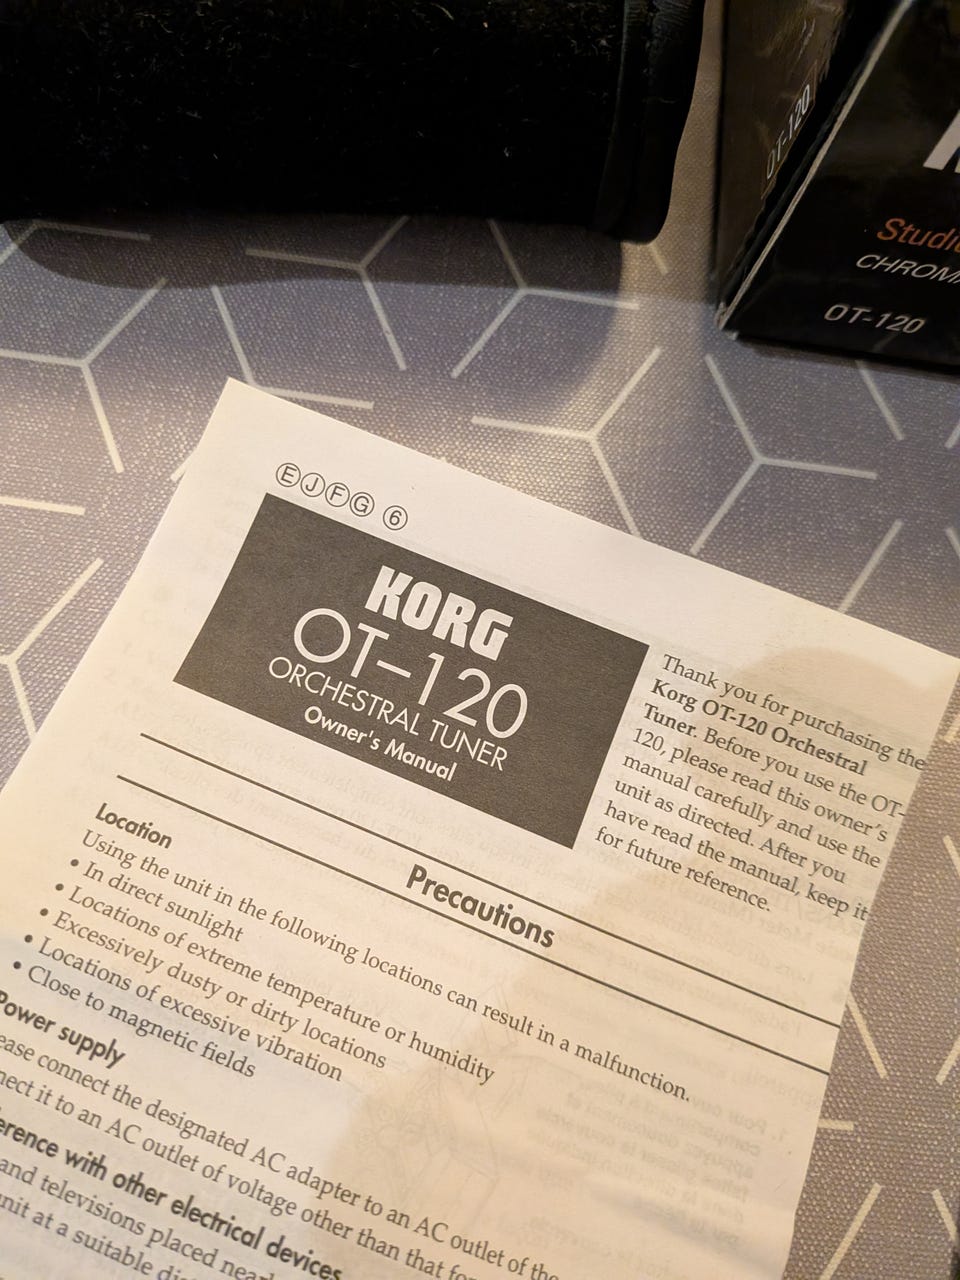 OT-120
Studio
CHROMA
OT-120
Ⓔ Ⓙ Ⓕ Ⓖ ⑥
KORG
OT–120
ORCHESTRAL TUNER
Owner's Manual
Thank you for purchasing the
Korg OT-120 Orchestral
Tuner. Before you use the OT-
120, please read this owner's
manual carefully and use the
unit as directed. After you
have read the manual, keep it
for future reference.
Precautions
Location
Using the unit in the following locations can result in a malfunction.
• In direct sunlight
• Locations of extreme temperature or humidity
• Excessively dusty or dirty locations
• Locations of excessive vibration
• Close to magnetic fields
Power supply
ease connect the designated AC adapter to an AC outlet of the
nect it to an AC outlet of voltage other than that for
erence with other electrical devices
and televisions placed near
unit at a suitable dis